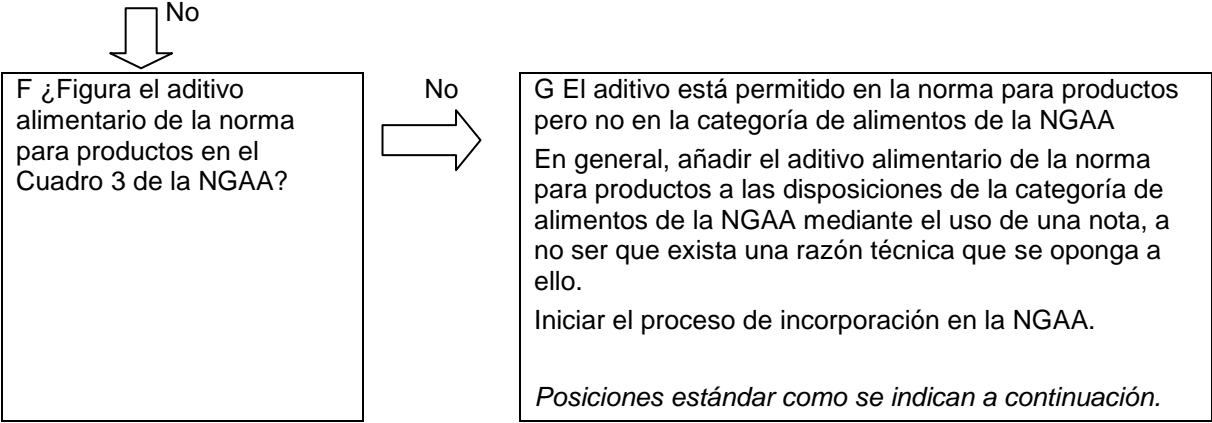 No
F ¿Figura el aditivo
alimentario de la norma
para productos en el
Cuadro 3 de la NGAA?
No
G El aditivo está permitido en la norma para productos
pero no en la categoría de alimentos de la NGAA
En general, añadir el aditivo alimentario de la norma
para productos a las disposiciones de la categoría de
alimentos de la NGAA mediante el uso de una nota, a
no ser que exista una razón técnica que se oponga a
ello.
Iniciar el proceso de incorporación en la NGAA.
Posiciones estándar como se indican a continuación.